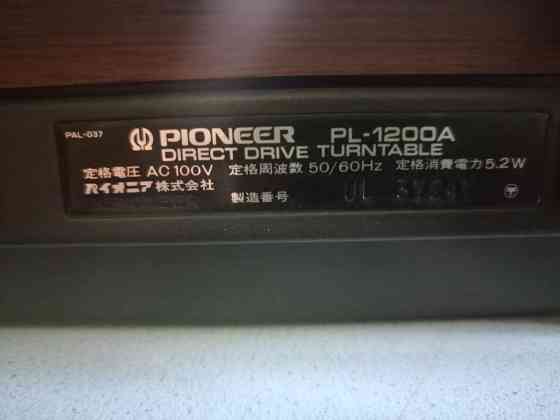 PAL-037
PIONEER PL-1200A
DIRECT DRIVE TURNTABLE
定格電圧 AC100V 定格周波数 50/60Hz 定格消費電力 5.2W
パイオニア株式会社 製造番号